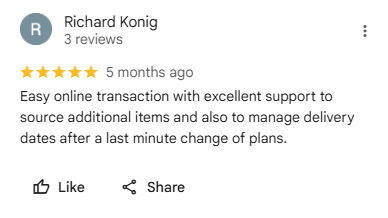 R
Richard Konig
3 reviews
5 months ago
Easy online transaction with excellent support to
source additional items and also to manage delivery
dates after a last minute change of plans.
Like
Share